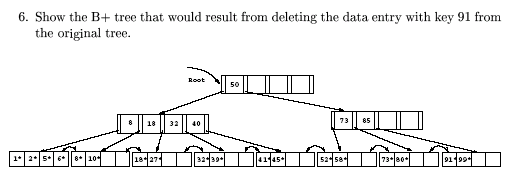 6. Show the B+ tree that would result from deleting the data entry with key 91 from
the original tree.
Root
50
8 18 32 40
73 85
1* 2* 5* 6* 8* 10* 18* 27* 32* 39* 41* 45* 52* 58* 73* 80* 91* 99*